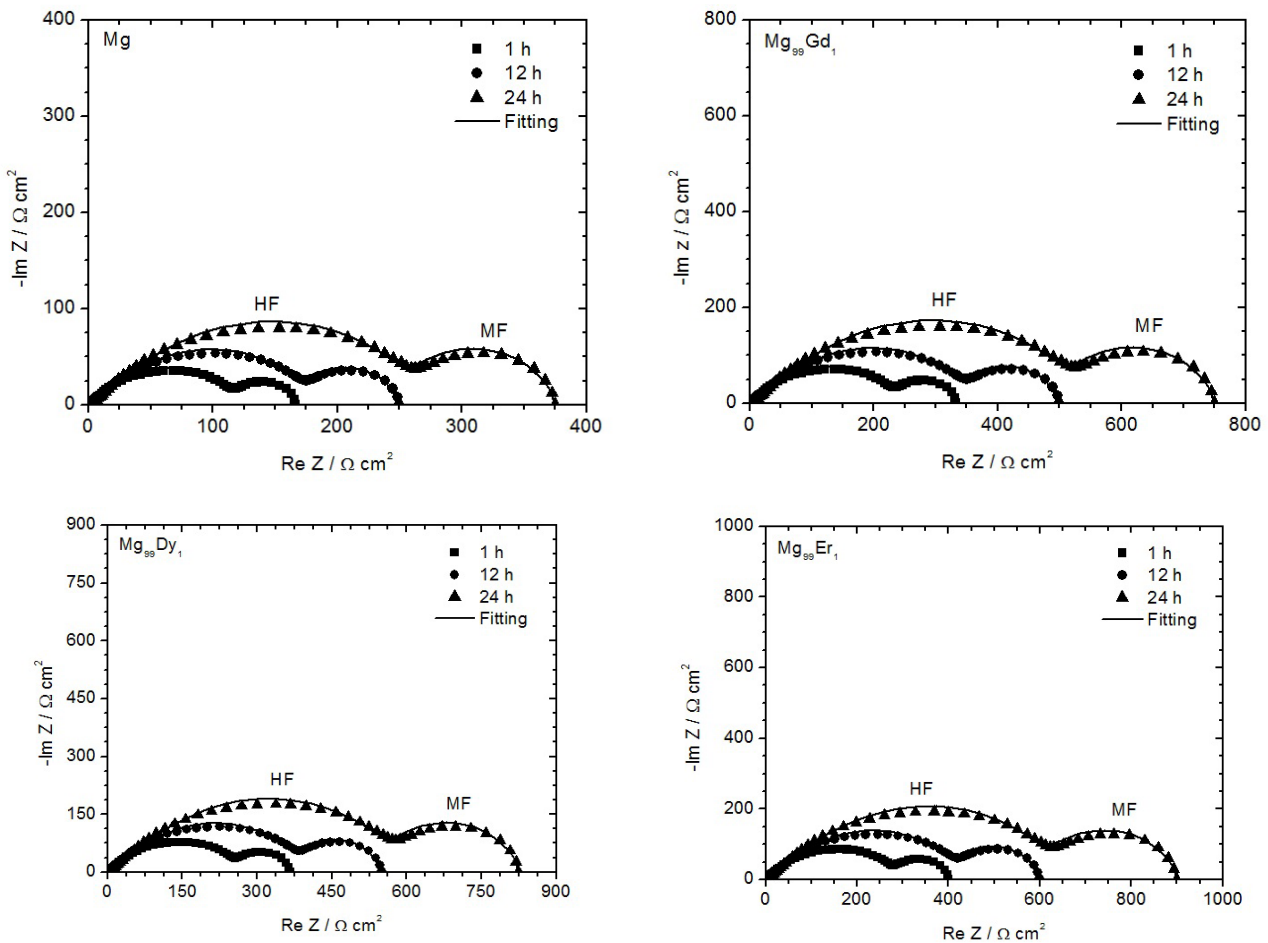 Mg
1 h
12 h
24 h
Fitting
400
300
200
100
0
-Im Z / Ω cm²
HF
MF
0 100 200 300 400
Re Z / Ω cm²
Mg₉₉Gd₁
1 h
12 h
24 h
Fitting
800
600
400
200
0
-Im z / Ω cm²
HF
MF
0 200 400 600 800
Re Z / Ω cm²
Mg₉₉Dy₁
1 h
12 h
24 h
Fitting
900
750
600
450
300
150
0
-Im Z / Ω cm²
HF
MF
0 150 300 450 600 750 900
Re Z / Ω cm²
Mg₉₉Er₁
1 h
12 h
24 h
Fitting
1000
800
600
400
200
0
-Im Z / Ω cm²
HF
MF
0 200 400 600 800 1000
Re Z / Ω cm²